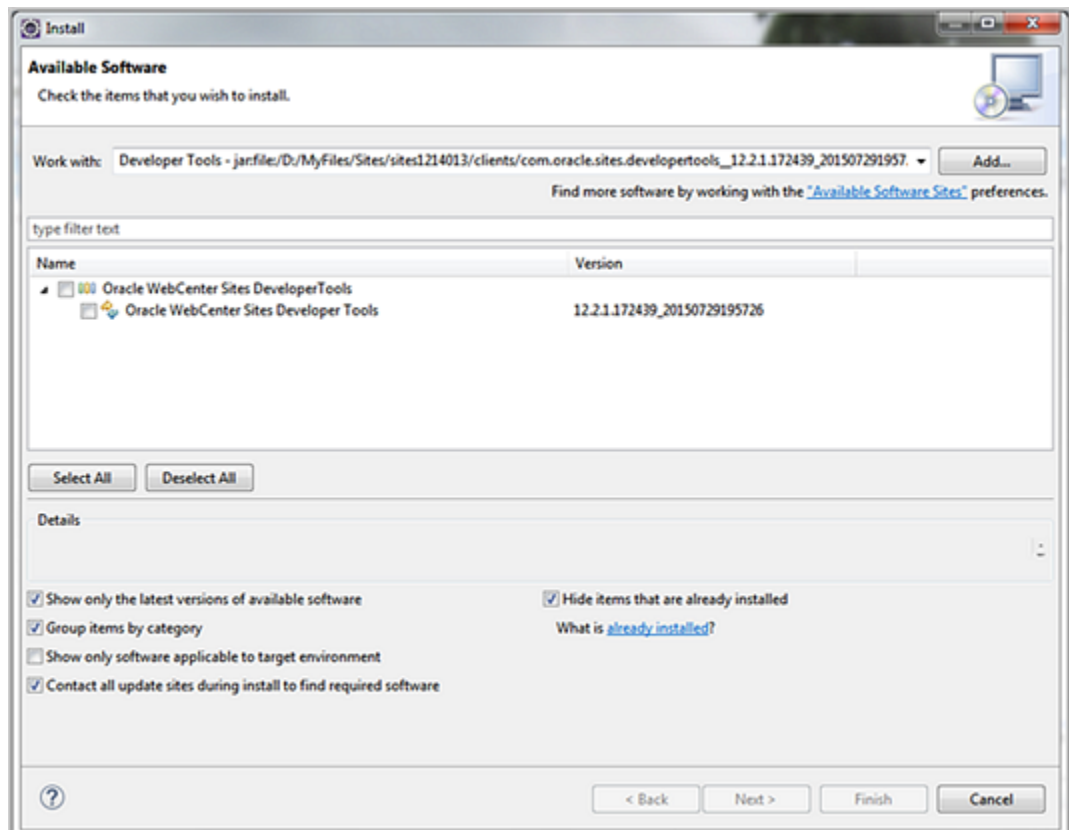 Install
Available Software
Check the items that you wish to install.
Work with: Developer Tools - jar:file:/D:/MyFiles/Sites/sites1214013/clients/com.oracle.sites.developertools__12.2.1.172439_201507291957. Add...
Find more software by working with the "Available Software Sites" preferences.
type filter text
Name Version
Oracle WebCenter Sites DeveloperTools
Oracle WebCenter Sites Developer Tools 12.2.1.172439_20150729195726
Select All Deselect All
Details
Show only the latest versions of available software Hide items that are already installed
Group items by category What is already installed?
Show only software applicable to target environment
Contact all update sites during install to find required software
? < Back Next > Finish Cancel